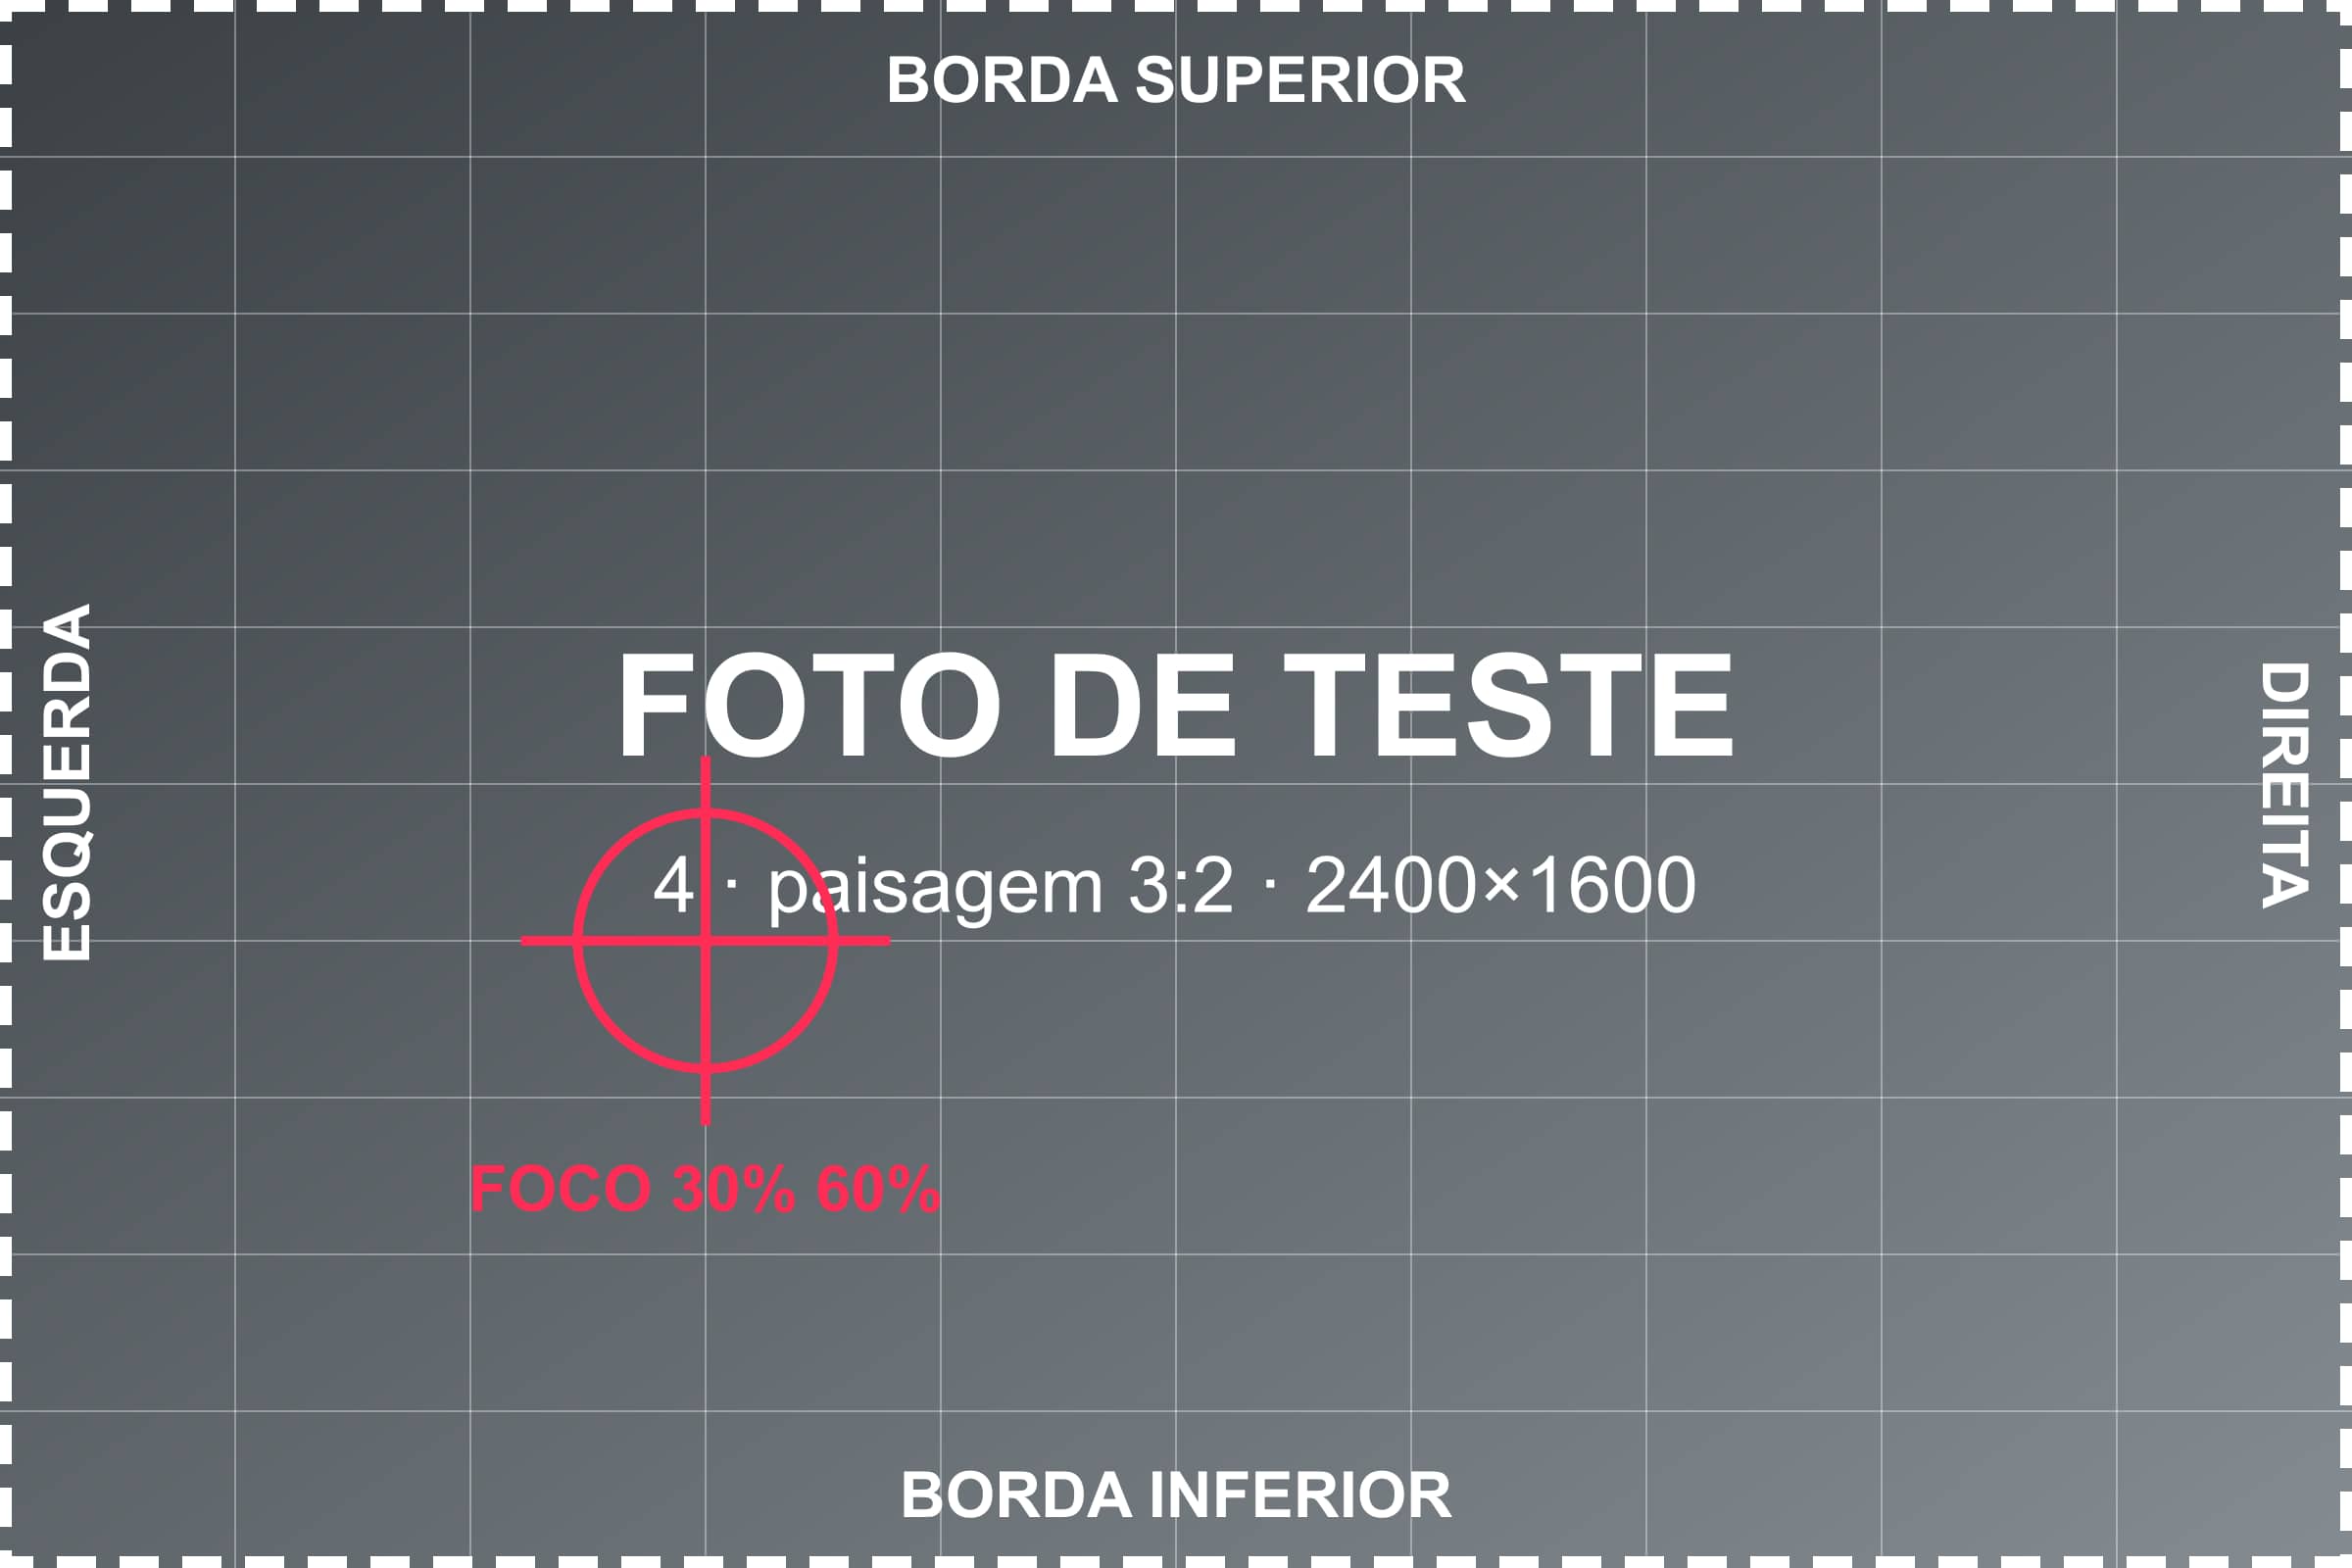 BORDA SUPERIOR
ESQUERDA
DIREITA
FOTO DE TESTE
4 · paisagem 3:2 · 2400×1600
FOCO 30% 60%
BORDA INFERIOR